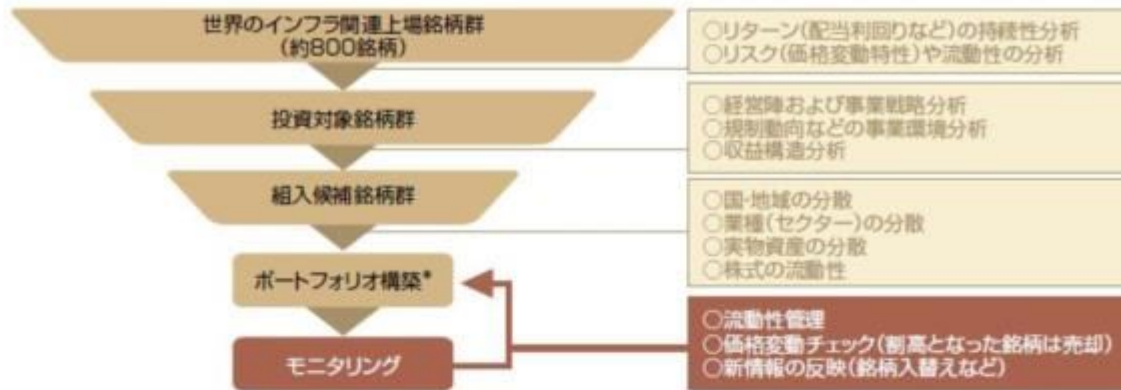 世界のインフラ関連上場銘柄群
(約800銘柄)
○リターン(配当利回りなど)の持続性分析
○リスク(価格変動特性)や流動性の分析
投資対象銘柄群
○経営陣および事業戦略分析
○規制動向などの事業環境分析
○収益構造分析
組入候補銘柄群
○国・地域の分散
○業種(セクター)の分散
○実物資産の分散
○株式の流動性
ポートフォリオ構築*
モニタリング
○流動性管理
○価格変動チェック(割高となった銘柄は売却)
○新情報の反映(銘柄入替えなど)